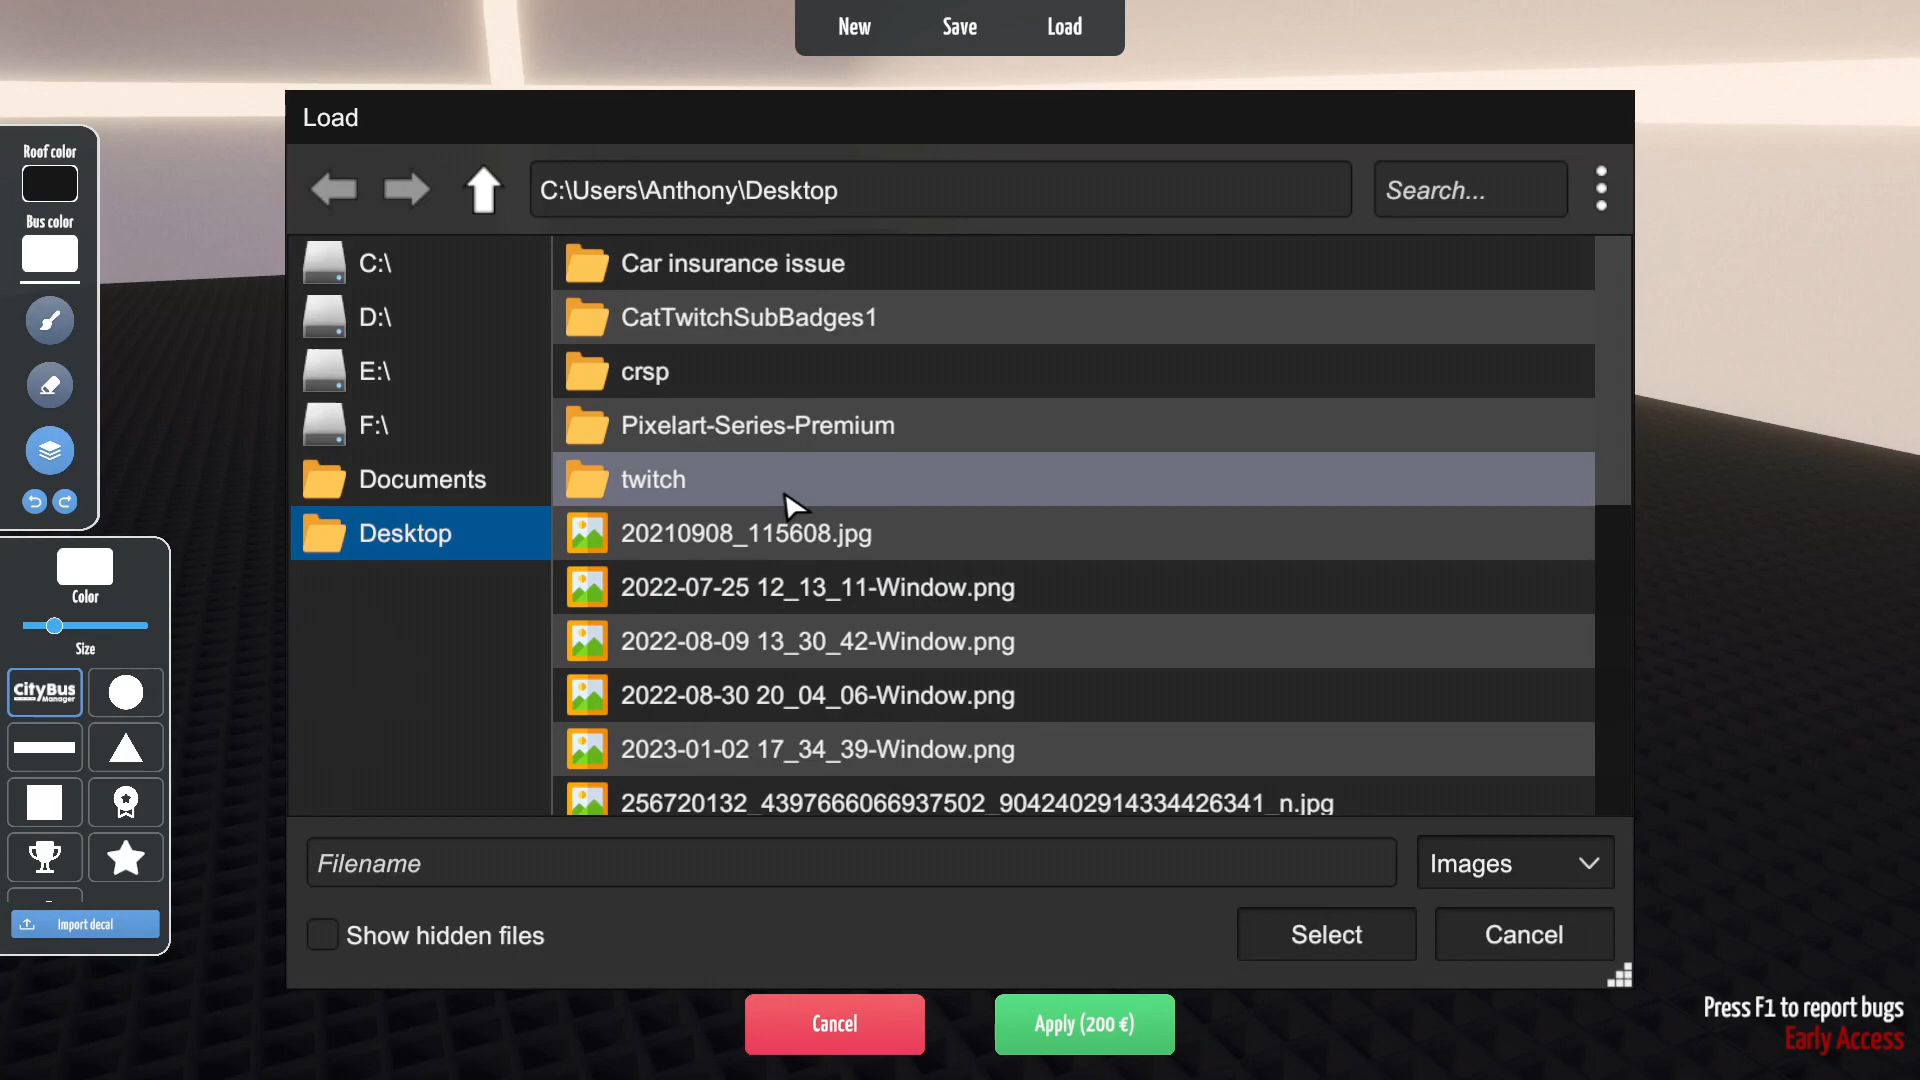 New Save Load
Load
C:\Users\Anthony\Desktop
Search...
Roof color
Bus color
C:\
D:\
E:\
F:\
Documents
Desktop
Car insurance issue
CatTwitchSubBadges1
crsp
Pixelart-Series-Premium
twitch
20210908_115608.jpg
2022-07-25 12_13_11-Window.png
2022-08-09 13_30_42-Window.png
2022-08-30 20_04_06-Window.png
2023-01-02 17_34_39-Window.png
256720132_4397666066937502_9042402914334426341_n.jpg
Color
Size
CityBus
Manager
Import decal
Filename
Images
Show hidden files
Select
Cancel
Cancel
Apply (200 €)
Press F1 to report bugs
Early Access